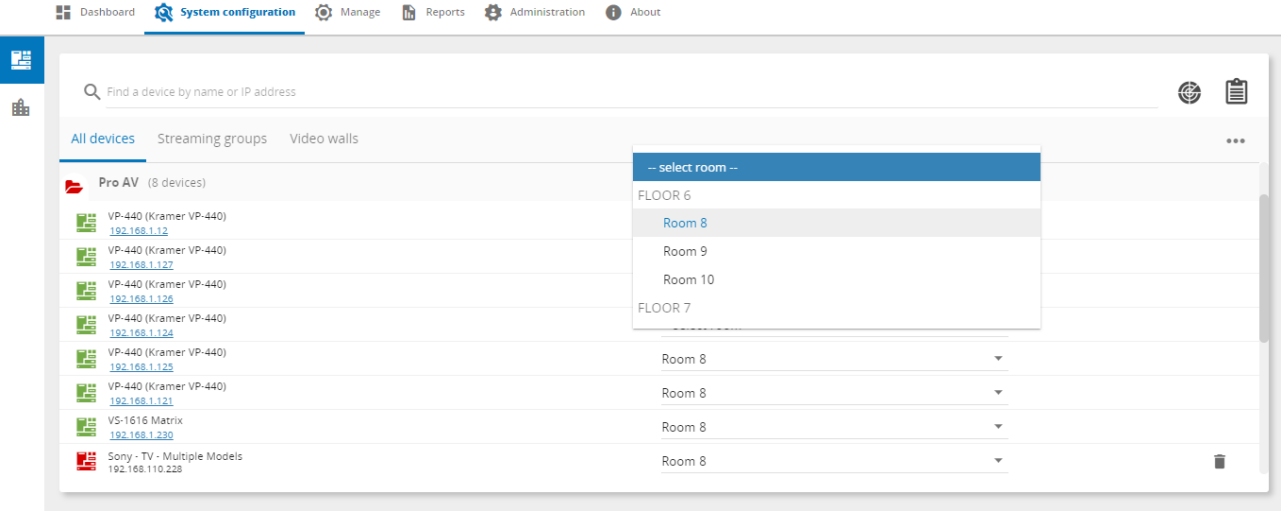 Dashboard System configuration Manage Reports Administration About
Find a device by name or IP address
All devices Streaming groups Video walls
-- select room --
Pro AV (8 devices)
FLOOR 6
VP-440 (Kramer VP-440)
192.168.1.12
Room 8
VP-440 (Kramer VP-440)
192.168.1.127
Room 9
VP-440 (Kramer VP-440)
192.168.1.126
Room 10
FLOOR 7
VP-440 (Kramer VP-440)
192.168.1.124
VP-440 (Kramer VP-440)
192.168.1.125
Room 8
VP-440 (Kramer VP-440)
192.168.1.121
Room 8
VS-1616 Matrix
192.168.1.230
Room 8
Sony - TV - Multiple Models
192.168.110.228
Room 8